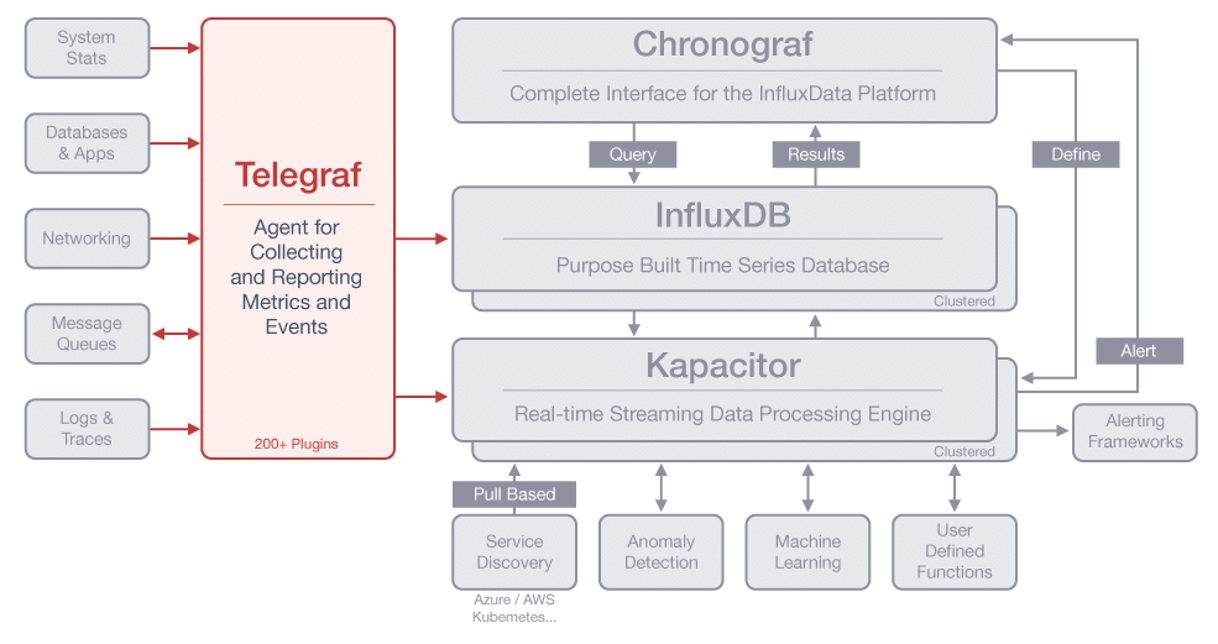 System
Stats
Databases
& Apps
Networking
Message
Queues
Logs &
Traces
Telegraf
Agent for
Collecting
and Reporting
Metrics and
Events
200+ Plugins
Chronograf
Complete Interface for the InfluxData Platform
Query
Results
Define
InfluxDB
Purpose Built Time Series Database
Clustered
Kapacitor
Real-time Streaming Data Processing Engine
Clustered
Alert
Alerting
Frameworks
Pull Based
Service
Discovery
Azure / AWS
Kubemetes...
Anomaly
Detection
Machine
Learning
User
Defined
Functions